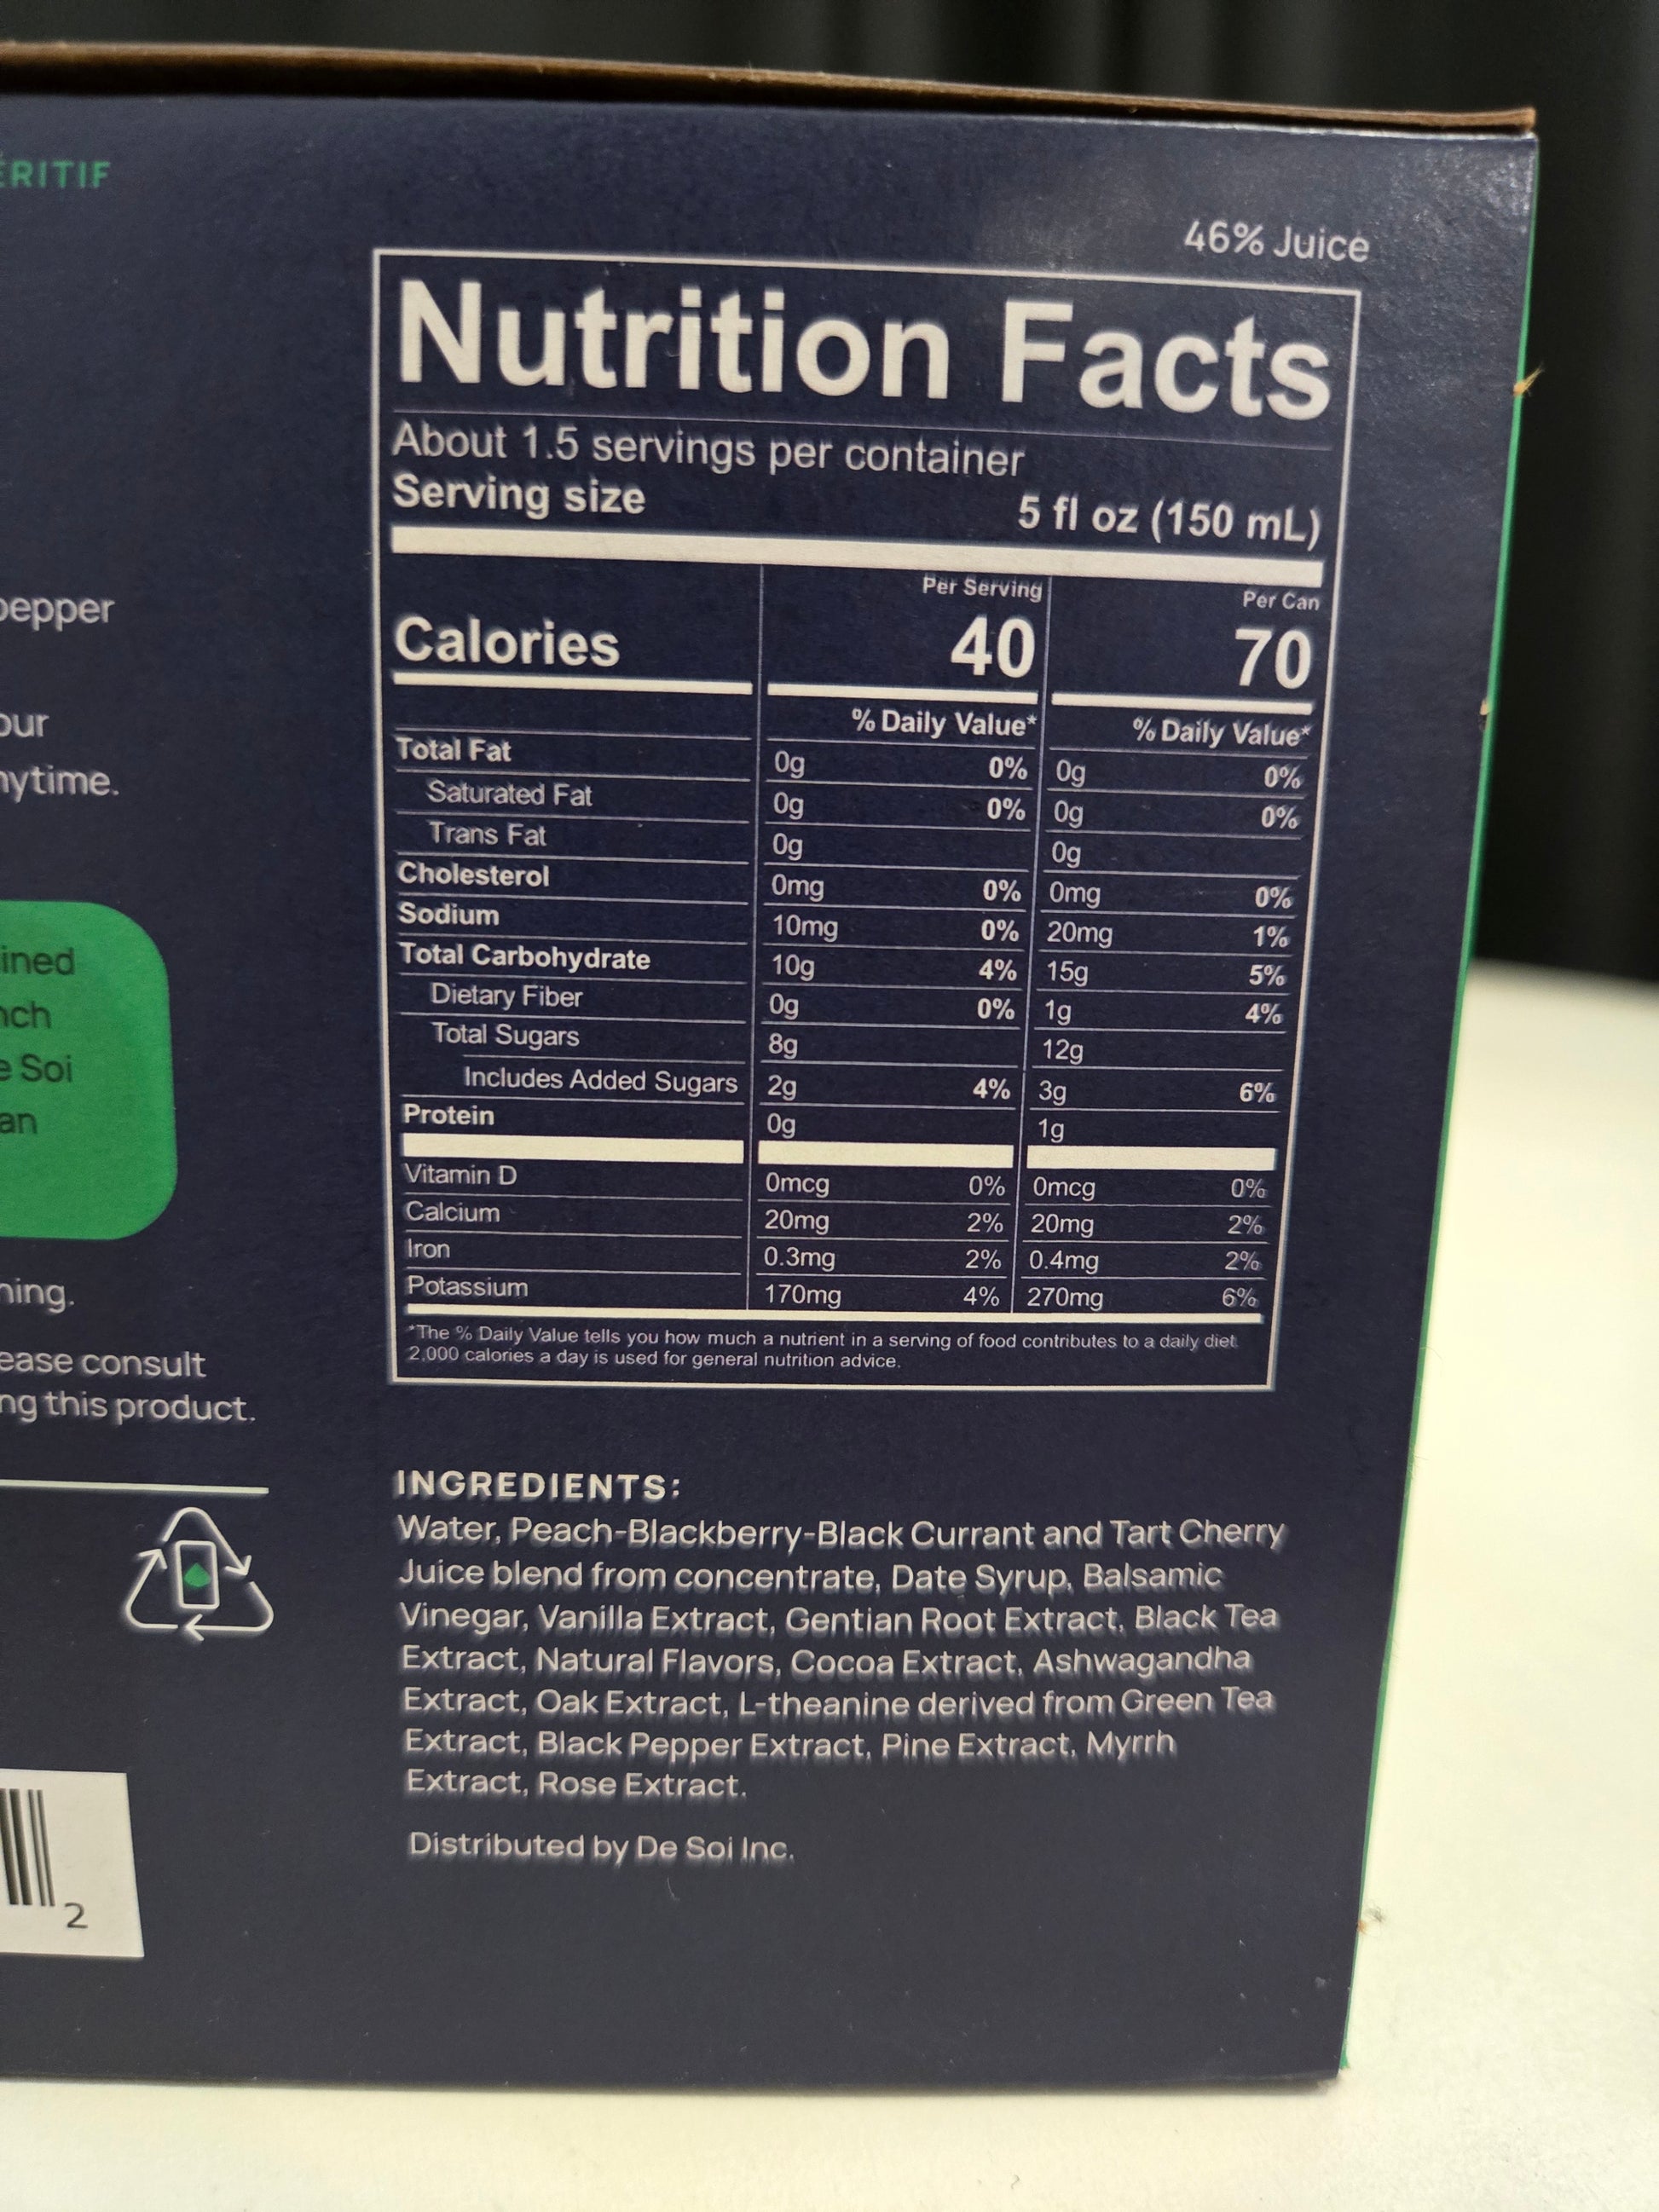 ÉRITIF
46% Juice
Nutrition Facts
About 1.5 servings per container
Serving size 5 fl oz (150 mL)
Per Serving Per Can
Calories 40 70
% Daily Value* % Daily Value*
Total Fat 0g 0% 0g 0%
Saturated Fat 0g 0% 0g 0%
Trans Fat 0g 0g
Cholesterol 0mg 0% 0mg 0%
Sodium 10mg 0% 20mg 1%
Total Carbohydrate 10g 4% 15g 5%
Dietary Fiber 0g 0% 1g 4%
Total Sugars 8g 12g
Includes Added Sugars 2g 4% 3g 6%
Protein 0g 1g
Vitamin D 0mcg 0% 0mcg 0%
Calcium 20mg 2% 20mg 2%
Iron 0.3mg 2% 0.4mg 2%
Potassium 170mg 4% 270mg 6%
*The % Daily Value tells you how much a nutrient in a serving of food contributes to a daily diet.
2,000 calories a day is used for general nutrition advice.
INGREDIENTS:
Water, Peach-Blackberry-Black Currant and Tart Cherry
Juice blend from concentrate, Date Syrup, Balsamic
Vinegar, Vanilla Extract, Gentian Root Extract, Black Tea
Extract, Natural Flavors, Cocoa Extract, Ashwagandha
Extract, Oak Extract, L-theanine derived from Green Tea
Extract, Black Pepper Extract, Pine Extract, Myrrh
Extract, Rose Extract.
Distributed by De Soi Inc.
pepper
our
nytime.
ined
nch
e Soi
an
ning.
ease consult
ng this product.
2